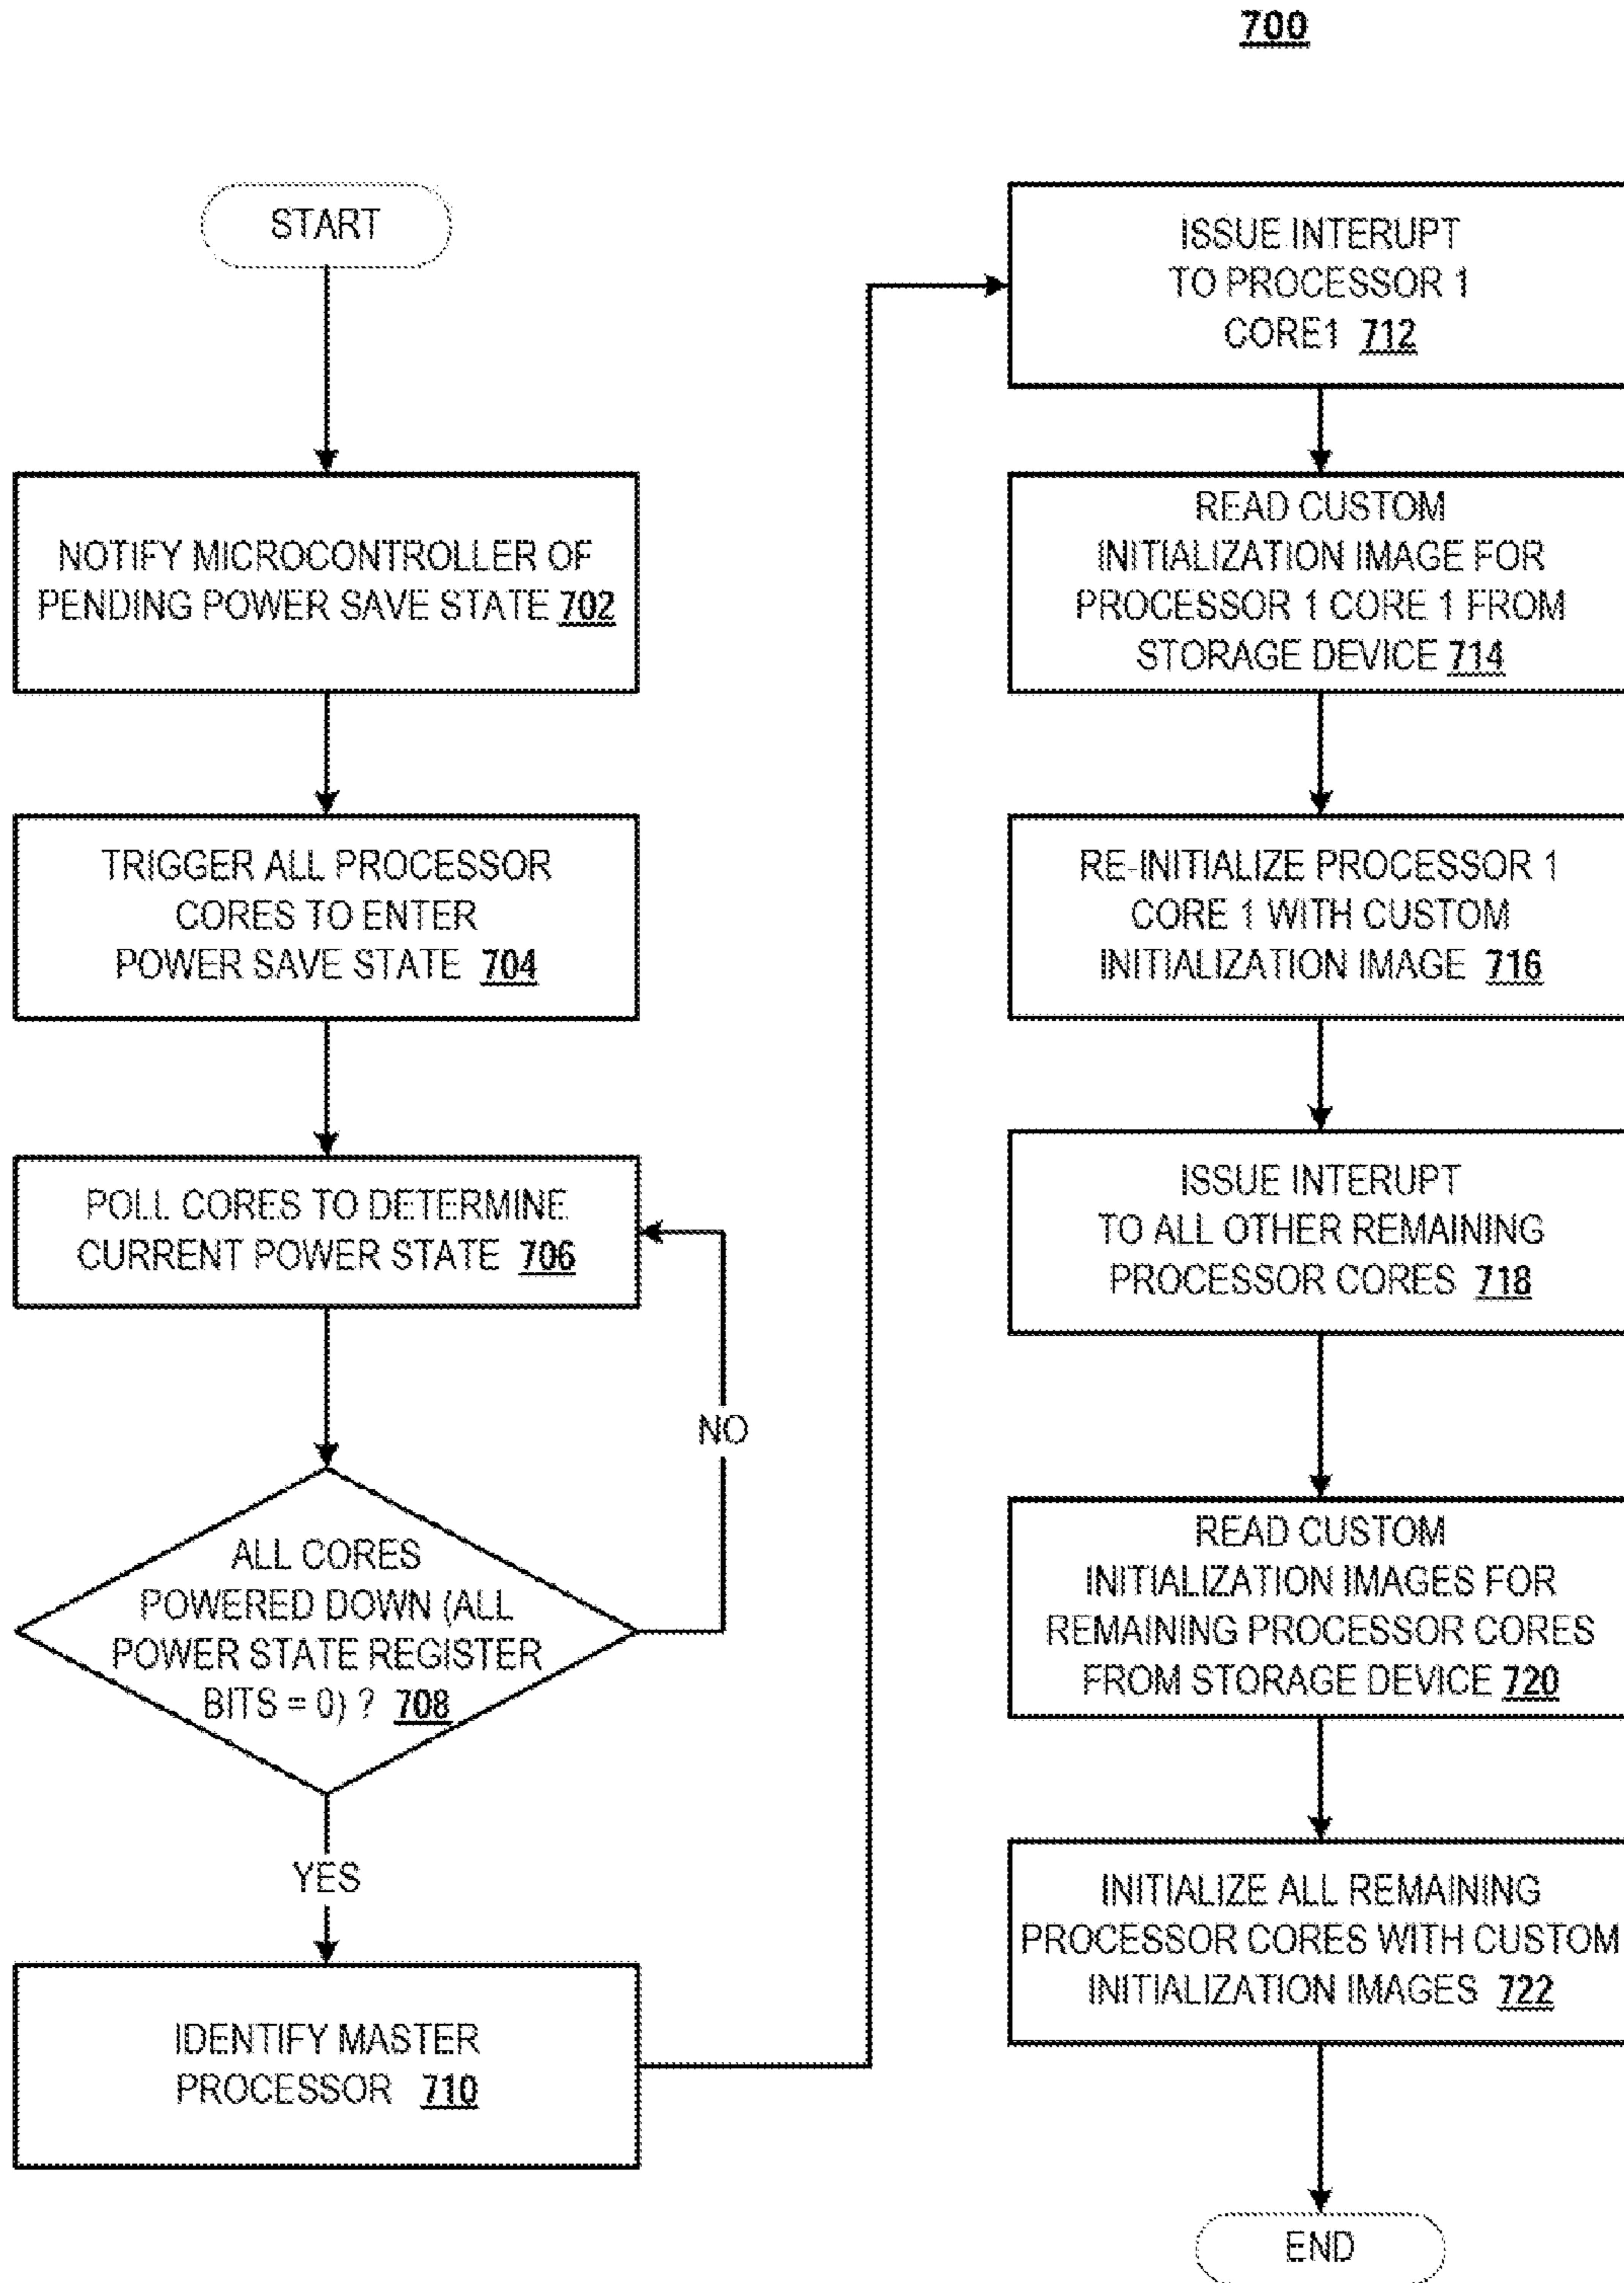 700
START
NOTIFY MICROCONTROLLER OF
PENDING POWER SAVE STATE 702
TRIGGER ALL PROCESSOR
CORES TO ENTER
POWER SAVE STATE 704
POLL CORES TO DETERMINE
CURRENT POWER STATE 706
NO
ALL CORES
POWERED DOWN (ALL
POWER STATE REGISTER
BITS = 0) ? 708
YES
IDENTIFY MASTER
PROCESSOR 710
ISSUE INTERUPT
TO PROCESSOR 1
CORE1 712
READ CUSTOM
INITIALIZATION IMAGE FOR
PROCESSOR 1 CORE 1 FROM
STORAGE DEVICE 714
RE-INITIALIZE PROCESSOR 1
CORE 1 WITH CUSTOM
INITIALIZATION IMAGE 716
ISSUE INTERUPT
TO ALL OTHER REMAINING
PROCESSOR CORES 718
READ CUSTOM
INITIALIZATION IMAGES FOR
REMAINING PROCESSOR CORES
FROM STORAGE DEVICE 720
INITIALIZE ALL REMAINING
PROCESSOR CORES WITH CUSTOM
INITIALIZATION IMAGES 722
END